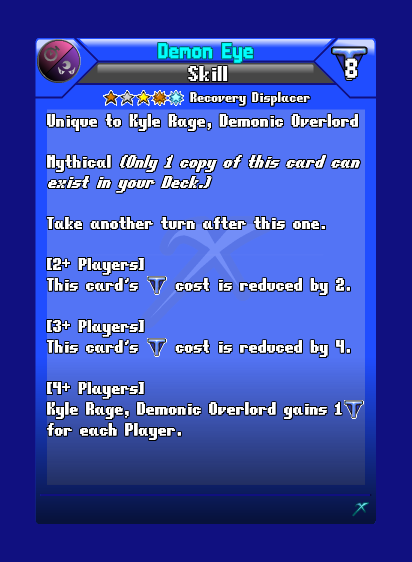 Demon Eye
Skill
8
Recovery Displacer
Unique to Kyle Rage, Demonic Overlord
Mythical (Only 1 copy of this card can
exist in your Deck.)
Take another turn after this one.
[2+ Players]
This card's cost is reduced by 2.
[3+ Players]
This card's cost is reduced by 4.
[4+ Players]
Kyle Rage, Demonic Overlord gains 1
for each Player.